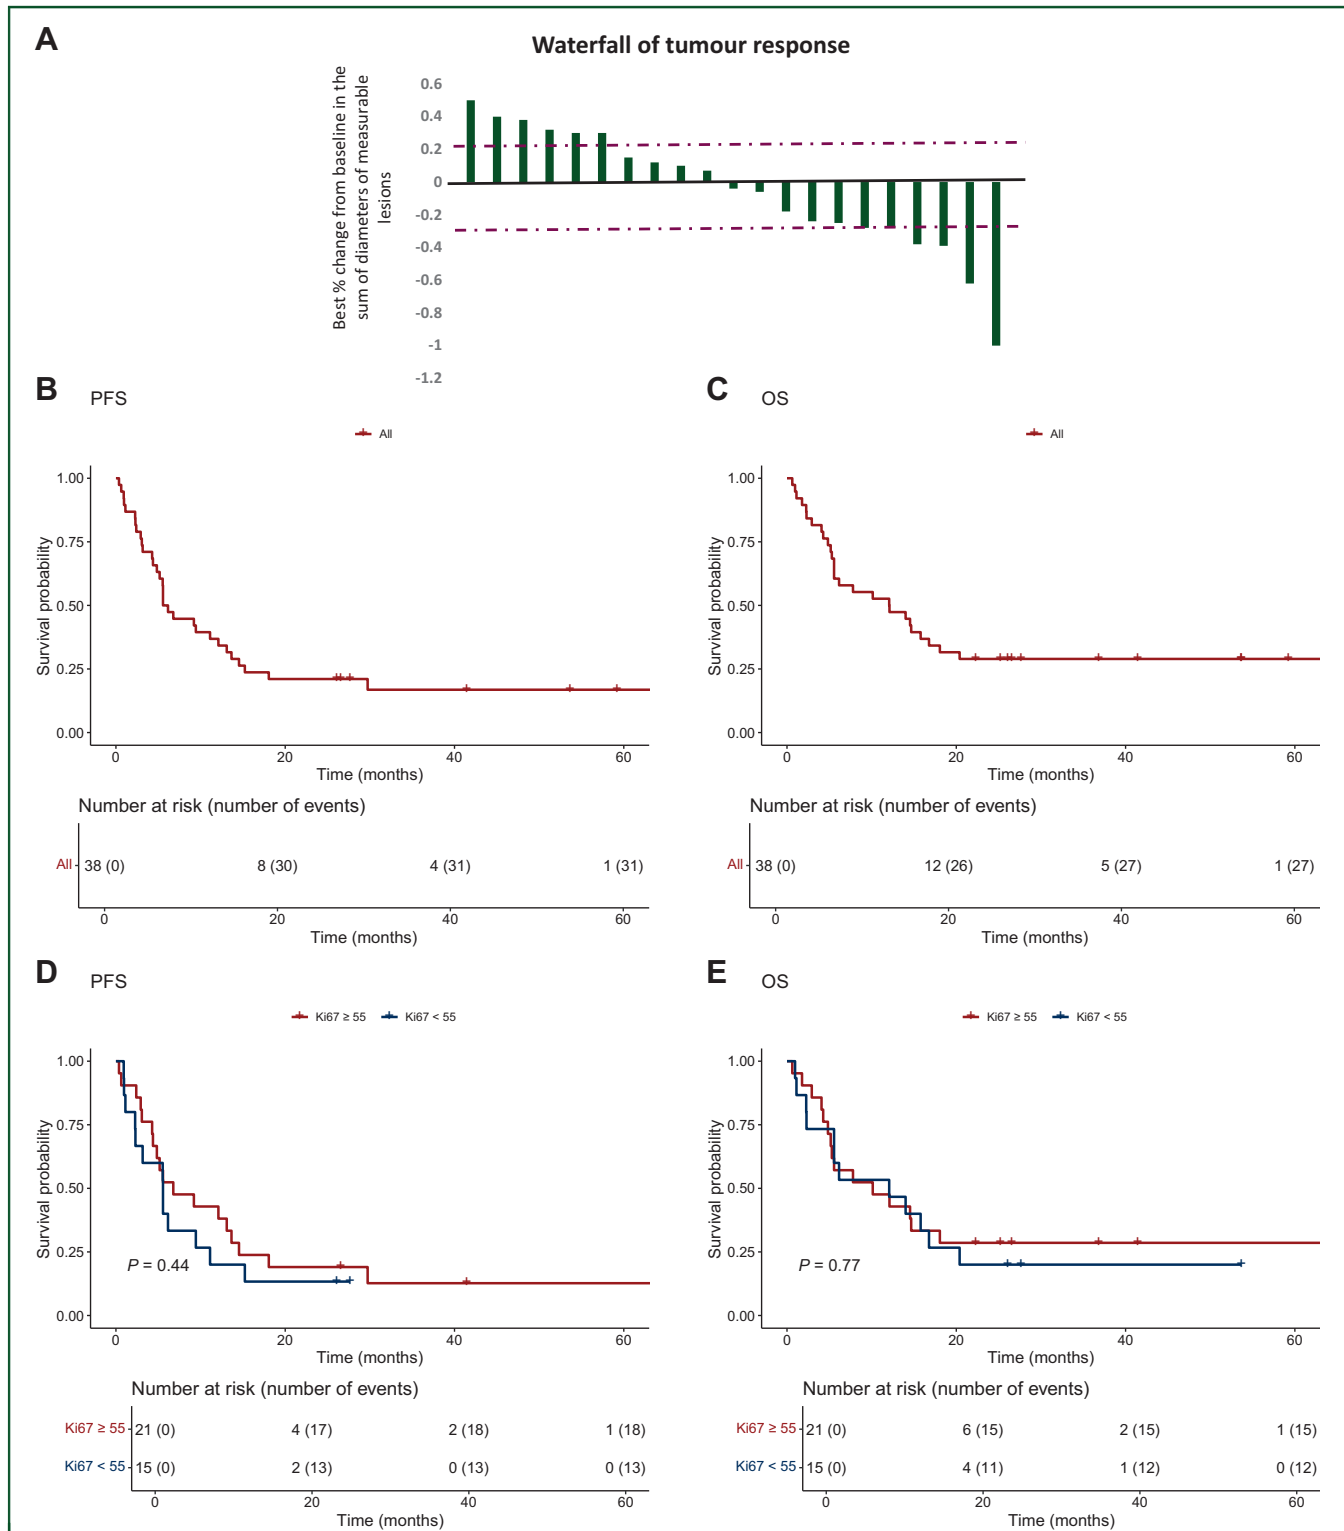 A
Waterfall of tumour response
Best % change from baseline in the
sum of diameters of measurable
lesions
0.6
0.4
0.2
0
-0.2
-0.4
-0.6
-0.8
-1
-1.2
B PFS
All
Survival probability
1.00
0.75
0.50
0.25
0.00
0 20 40 60
Time (months)
Number at risk (number of events)
All 38 (0) 8 (30) 4 (31) 1 (31)
0 20 40 60
Time (months)
C OS
All
Survival probability
1.00
0.75
0.50
0.25
0.00
0 20 40 60
Time (months)
Number at risk (number of events)
All 38 (0) 12 (26) 5 (27) 1 (27)
0 20 40 60
Time (months)
D PFS
Ki67 ≥ 55 Ki67 < 55
Survival probability
1.00
0.75
0.50
0.25
0.00
P = 0.44
0 20 40 60
Time (months)
Number at risk (number of events)
Ki67 ≥ 55 21 (0) 4 (17) 2 (18) 1 (18)
Ki67 < 55 15 (0) 2 (13) 0 (13) 0 (13)
0 20 40 60
Time (months)
E OS
Ki67 ≥ 55 Ki67 < 55
Survival probability
1.00
0.75
0.50
0.25
0.00
P = 0.77
0 20 40 60
Time (months)
Number at risk (number of events)
Ki67 ≥ 55 21 (0) 6 (15) 2 (15) 1 (15)
Ki67 < 55 15 (0) 4 (11) 1 (12) 0 (12)
0 20 40 60
Time (months)